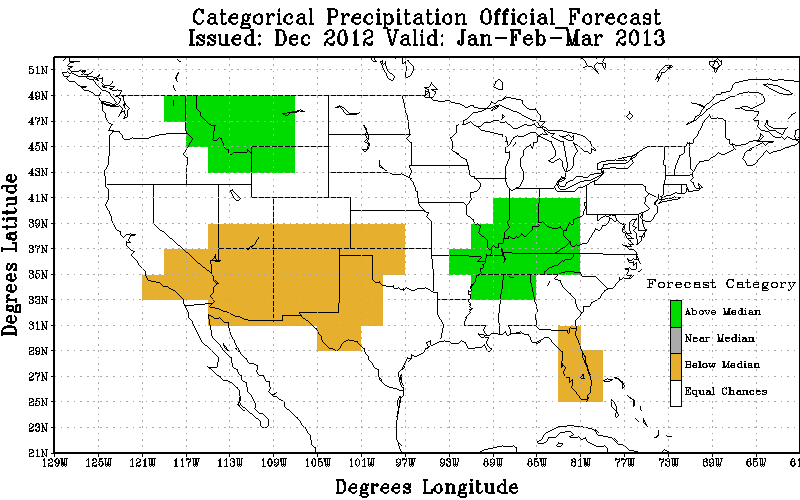 Categorical Precipitation Official_Forecast
Issued: Dec 2012 Valid: Jan-Feb-Mar 2013
51N
49N
47N
45N
43N
41N
39N
37N
35N
33N
31N
29N
27N
25N
23N
21N
Degrees Latitude
Forecast Category
Above Median
Near Median
Below Median
Equal Chances
129W 125W 121W 117W 113W 109W 105W 101W 97W 93W 89W 85W 81W 77W 73W 69W 65W 61
Degrees Longitude